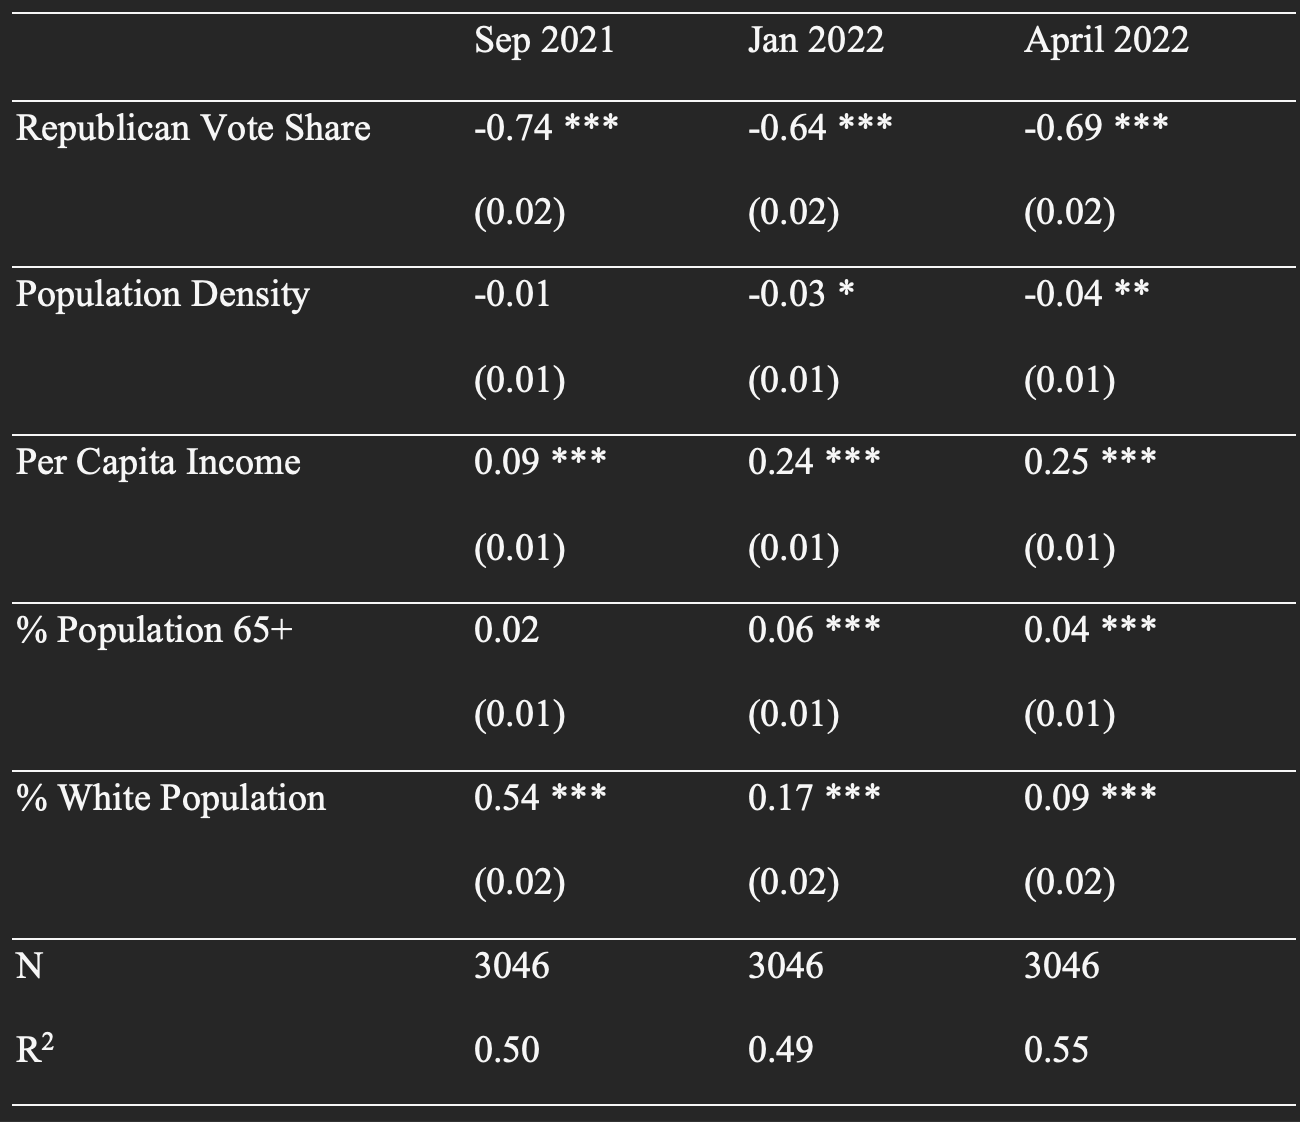 Sep 2021 Jan 2022 April 2022
Republican Vote Share -0.74 *** -0.64 *** -0.69 ***
(0.02) (0.02) (0.02)
Population Density -0.01 -0.03 * -0.04 **
(0.01) (0.01) (0.01)
Per Capita Income 0.09 *** 0.24 *** 0.25 ***
(0.01) (0.01) (0.01)
% Population 65+ 0.02 0.06 *** 0.04 ***
(0.01) (0.01) (0.01)
% White Population 0.54 *** 0.17 *** 0.09 ***
(0.02) (0.02) (0.02)
N 3046 3046 3046
R² 0.50 0.49 0.55